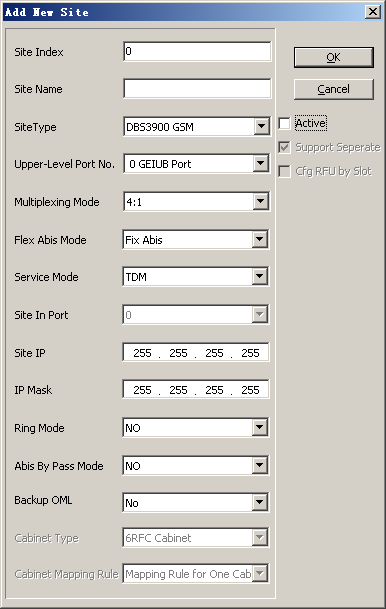 Add New Site
Site Index 0
OK
Site Name
Cancel
SiteType DBS3900 GSM
Active
Support Seperate
Upper-Level Port No. 0 GEIUB Port
Cfg RFU by Slot
Multiplexing Mode 4:1
Flex Abis Mode Fix Abis
Service Mode TDM
Site In Port 0
Site IP 255 . 255 . 255 . 255
IP Mask 255 . 255 . 255 . 255
Ring Mode NO
Abis By Pass Mode NO
Backup OML No
Cabinet Type 6RFC Cabinet
Cabinet Mapping Rule Mapping Rule for One Cab